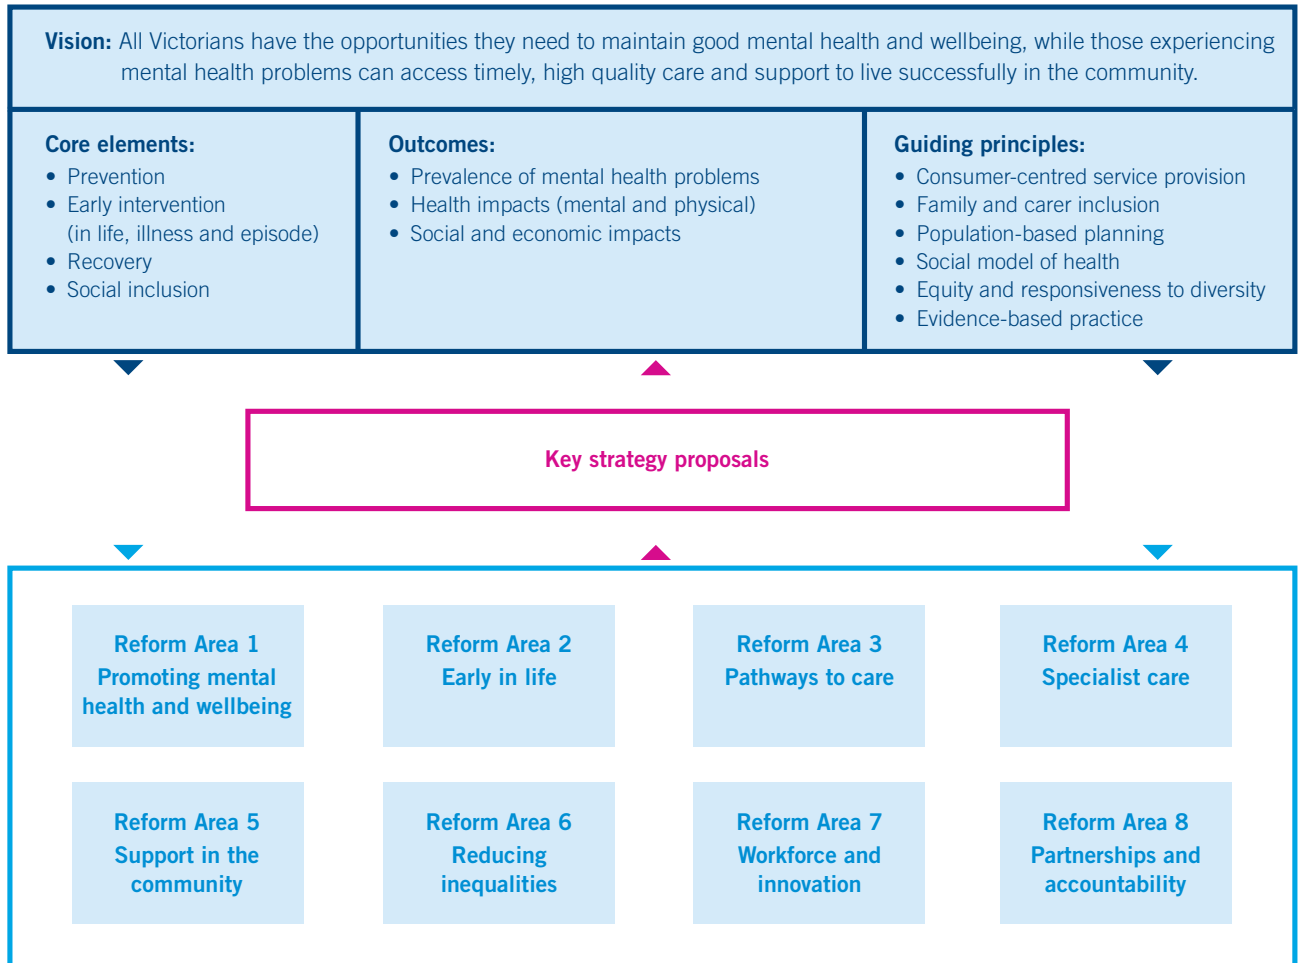 Vision: All Victorians have the opportunities they need to maintain good mental health and wellbeing, while those experiencing
mental health problems can access timely, high quality care and support to live successfully in the community.
Core elements:
• Prevention
• Early intervention
(in life, illness and episode)
• Recovery
• Social inclusion
Outcomes:
• Prevalence of mental health problems
• Health impacts (mental and physical)
• Social and economic impacts
Guiding principles:
• Consumer-centred service provision
• Family and carer inclusion
• Population-based planning
• Social model of health
• Equity and responsiveness to diversity
• Evidence-based practice
Key strategy proposals
Reform Area 1
Promoting mental
health and wellbeing
Reform Area 2
Early in life
Reform Area 3
Pathways to care
Reform Area 4
Specialist care
Reform Area 5
Support in the
community
Reform Area 6
Reducing
inequalities
Reform Area 7
Workforce and
innovation
Reform Area 8
Partnerships and
accountability